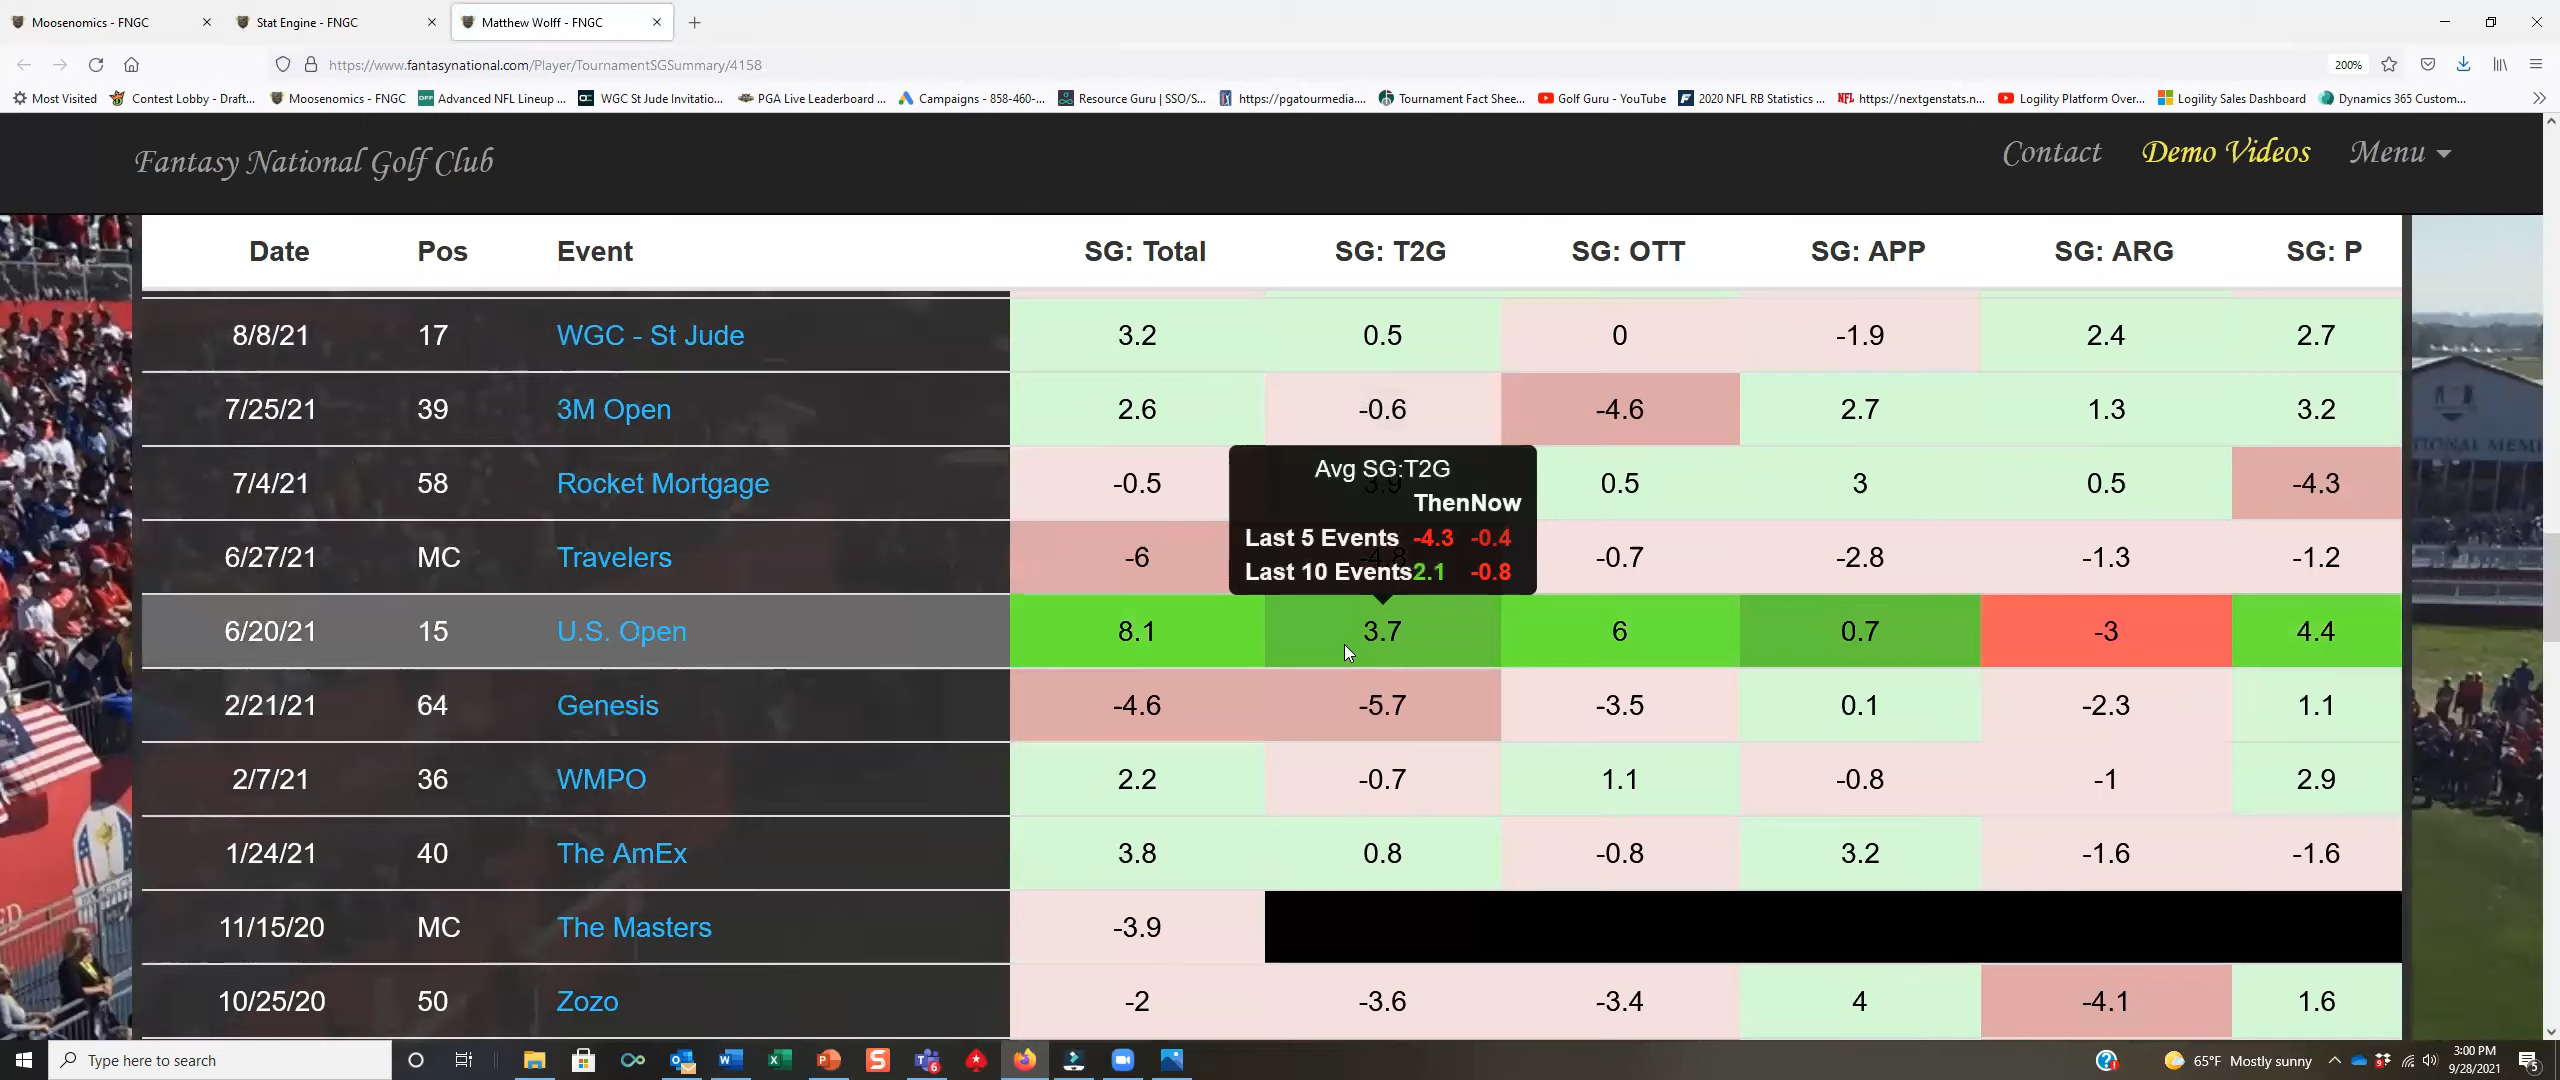 Moosenomics - FNGC
Stat Engine - FNGC
Matthew Wolff - FNGC
https://www.fantasynational.com/Player/TournamentSGSummary/4158
200%
Most Visited
Contest Lobby - Draft...
Moosenomics - FNGC
Advanced NFL Lineup ...
WGC St Jude Invitatio...
PGA Live Leaderboard ...
Campaigns - 858-460-...
Resource Guru | SSO/S...
https://pgatourmedia....
Tournament Fact Shee...
Golf Guru - YouTube
2020 NFL RB Statistics ...
https://nextgenstats.n...
Logility Platform Over...
Logility Sales Dashboard
Dynamics 365 Custom...
Fantasy National Golf Club
Contact Demo Videos Menu
Date Pos Event SG: Total SG: T2G SG: OTT SG: APP SG: ARG SG: P
8/8/21 17 WGC - St Jude 3.2 0.5 0 -1.9 2.4 2.7
7/25/21 39 3M Open 2.6 -0.6 -4.6 2.7 1.3 3.2
Avg SG:T2G
7/4/21 58 Rocket Mortgage -0.5 3.9 0.5 3 0.5 -4.3
ThenNow
Last 5 Events -4.3 -0.4
6/27/21 MC Travelers -6 -4.8 -0.7 -2.8 -1.3 -1.2
Last 10 Events2.1 -0.8
6/20/21 15 U.S. Open 8.1 3.7 6 0.7 -3 4.4
2/21/21 64 Genesis -4.6 -5.7 -3.5 0.1 -2.3 1.1
2/7/21 36 WMPO 2.2 -0.7 1.1 -0.8 -1 2.9
1/24/21 40 The AmEx 3.8 0.8 -0.8 3.2 -1.6 -1.6
11/15/20 MC The Masters -3.9
10/25/20 50 Zozo -2 -3.6 -3.4 4 -4.1 1.6
Type here to search
65°F Mostly sunny
3:00 PM
9/28/2021